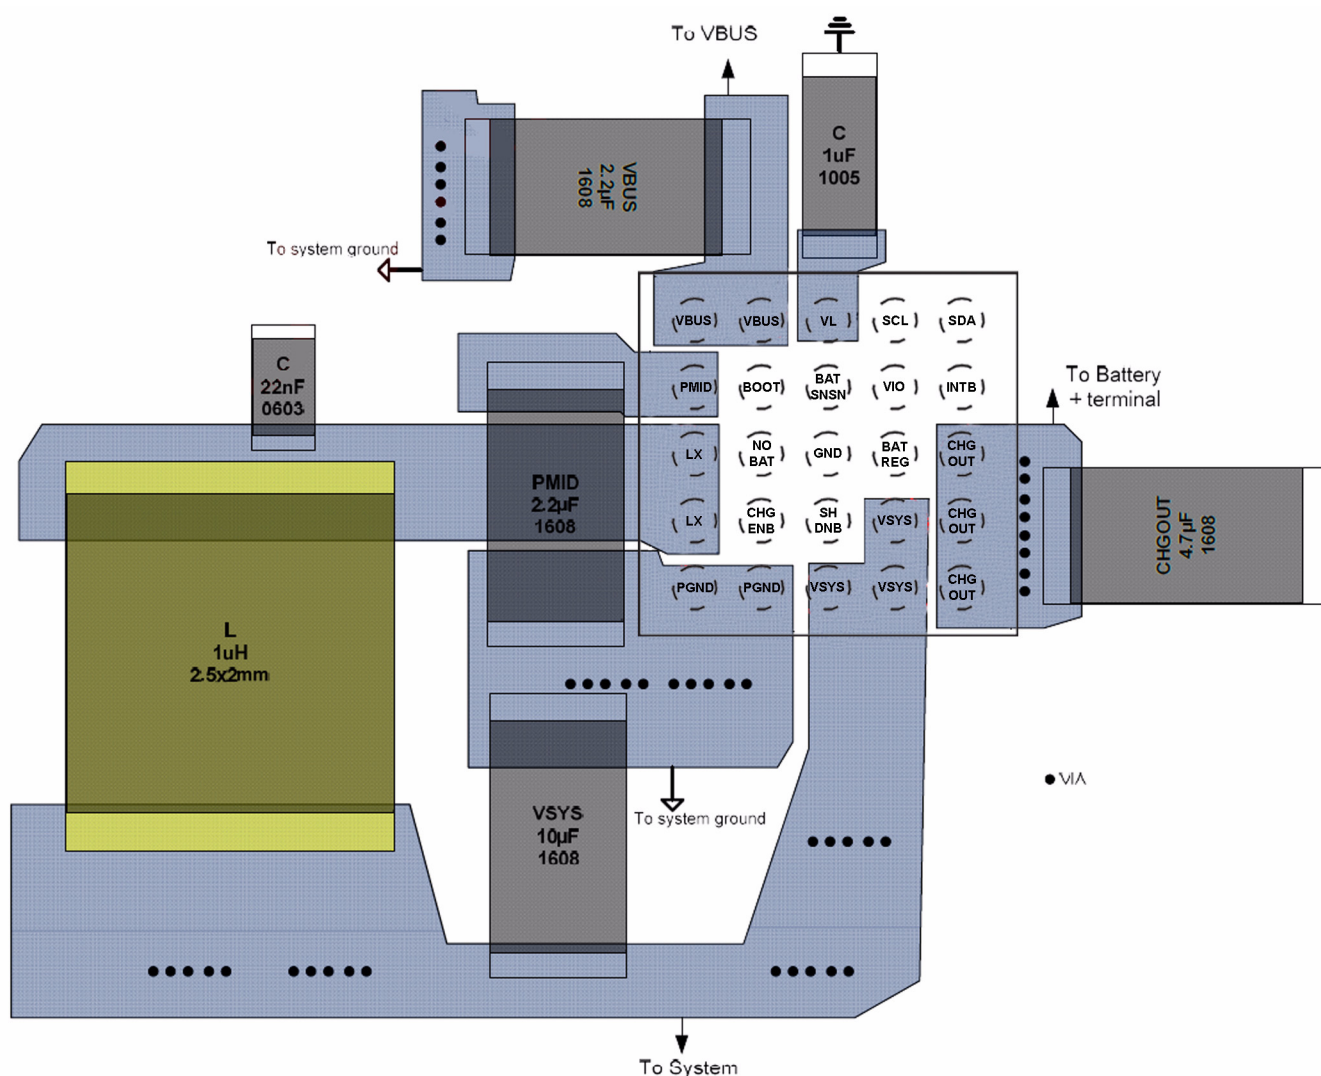 To VBUS
C
1uF
1005
VBUS
2.2µF
1608
To system ground
VBUS
VBUS
VL
SCL
SDA
C
22nF
0603
PMID
BOOT
BAT
SNSN
VIO
INTB
To Battery
+ terminal
LX
NO
BAT
GND
BAT
REG
CHG
OUT
PMID
2.2µF
1608
LX
CHG
ENB
SH
DNB
VSYS
CHG
OUT
CHGOUT
4.7µF
1608
PGND
PGND
VSYS
VSYS
CHG
OUT
L
1uH
2.5x2mm
VIA
To system ground
VSYS
10µF
1608
To System